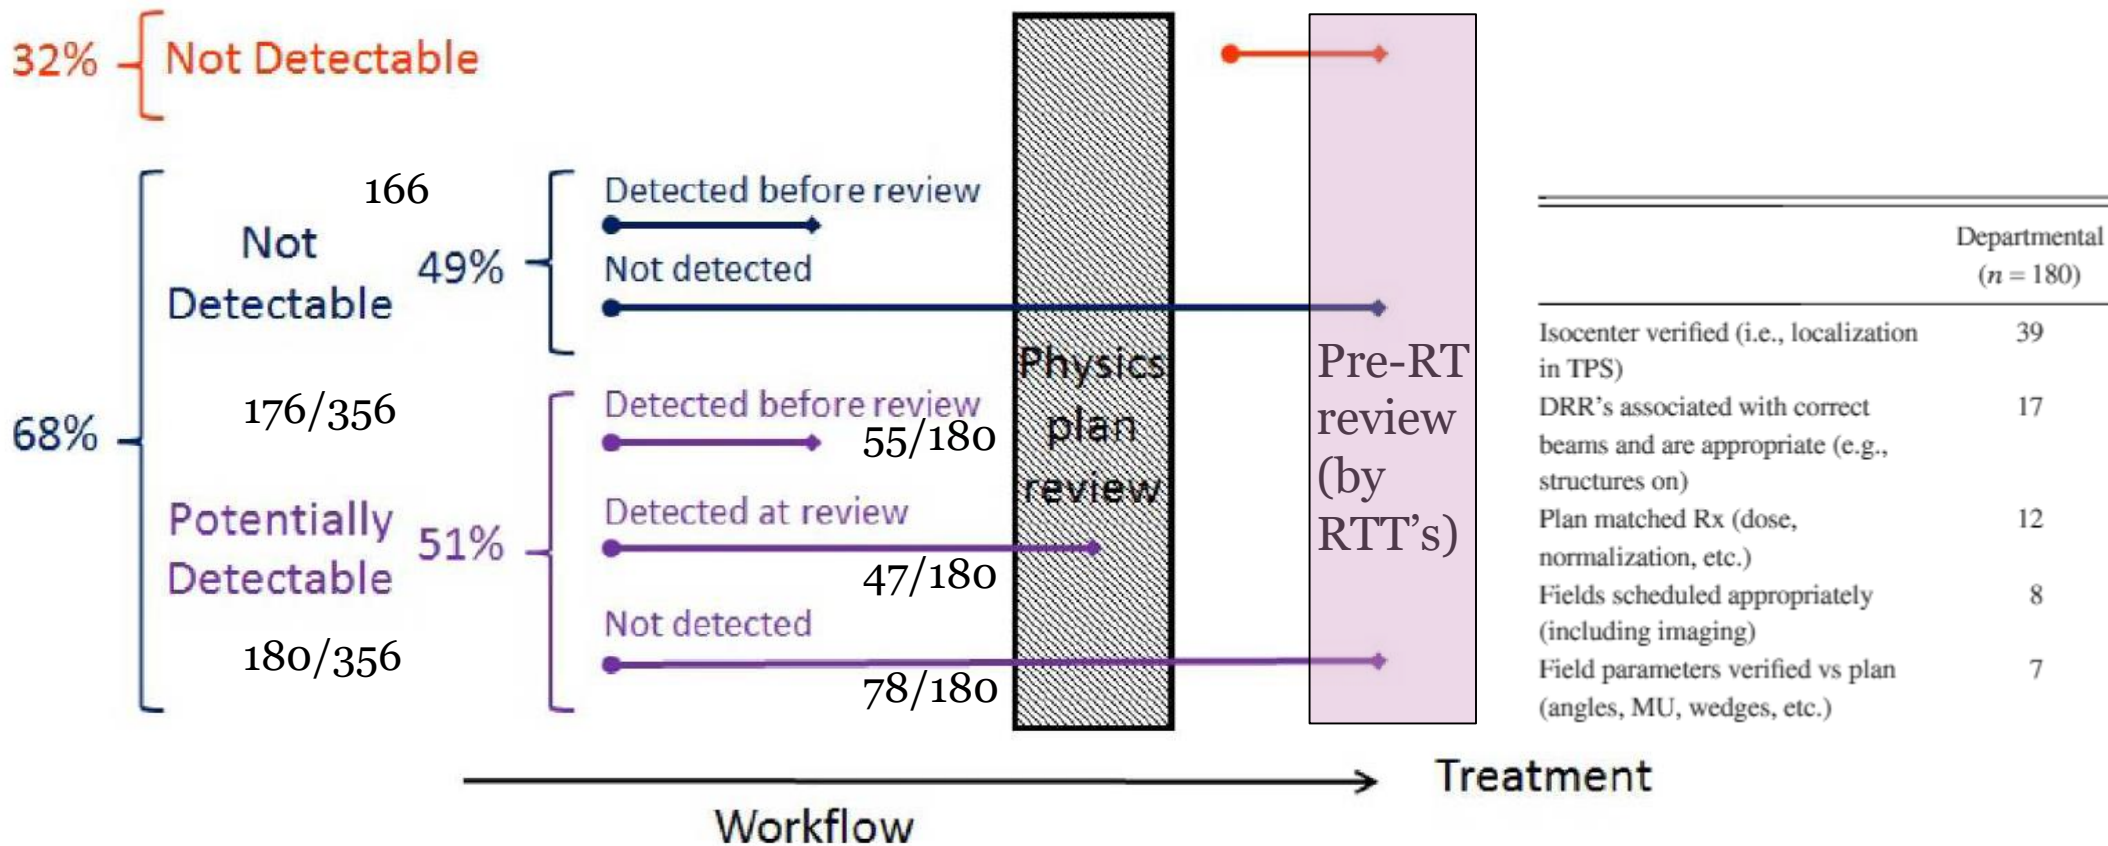 32%
Not Detectable
166
Not
Detectable
49%
Detected before review
Not detected
68%
176/356
Potentially
Detectable
51%
180/356
Detected before review
55/180
Detected at review
47/180
Not detected
78/180
Physics
plan
review
Pre-RT
review
(by
RTT's)
Workflow
Treatment
Departmental
(n = 180)
Isocenter verified (i.e., localization 39
in TPS)
DRR's associated with correct 17
beams and are appropriate (e.g.,
structures on)
Plan matched Rx (dose, 12
normalization, etc.)
Fields scheduled appropriately 8
(including imaging)
Field parameters verified vs plan 7
(angles, MU, wedges, etc.)